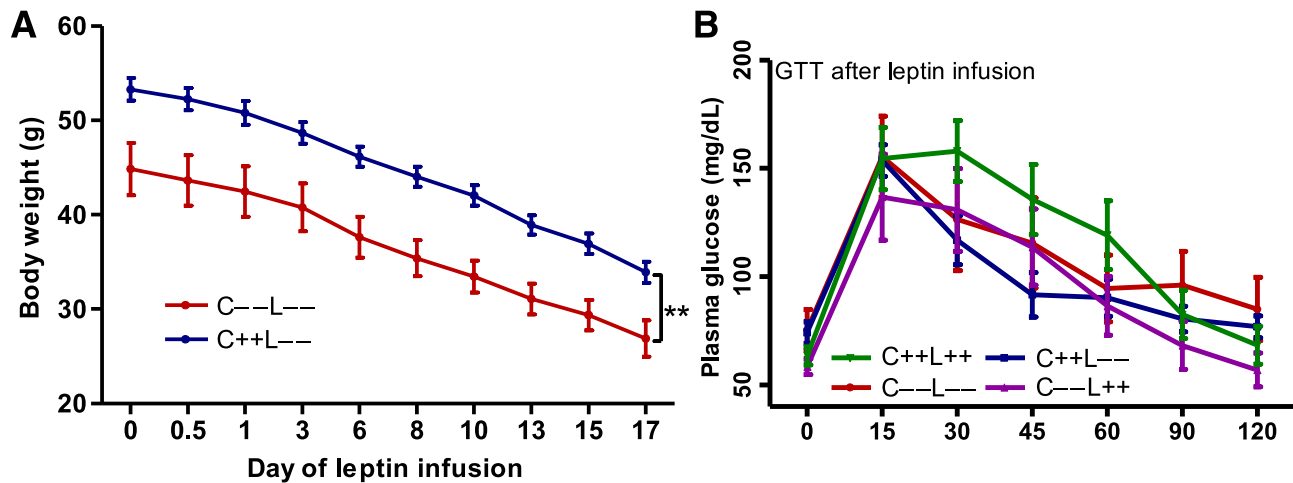 A
Body weight (g)
60
50
40
30
20
C−−L−−
C++L−−
**
0 0.5 1 3 6 8 10 13 15 17
Day of leptin infusion
B
Plasma glucose (mg/dL)
GTT after leptin infusion
200
150
100
50
C++L++ C++L−−
C−−L−− C−−L++
0 15 30 45 60 90 120